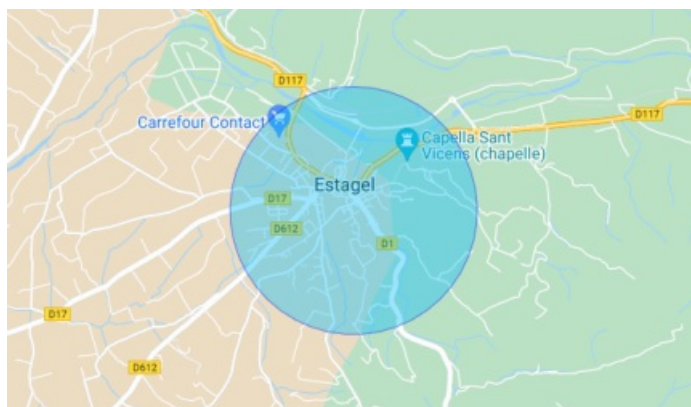 D117
Carrefour Contact
D117
Capella Sant
Vicens (chapelle)
Estagel
D17
D612
D1
D17
D612